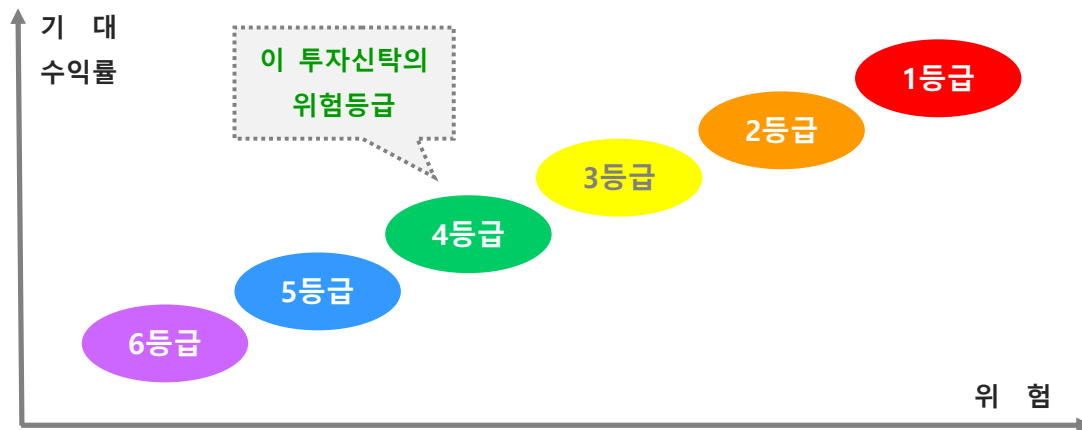 기 대
수익률
이 투자신탁의
위험등급
1등급
2등급
3등급
4등급
5등급
6등급
위 험